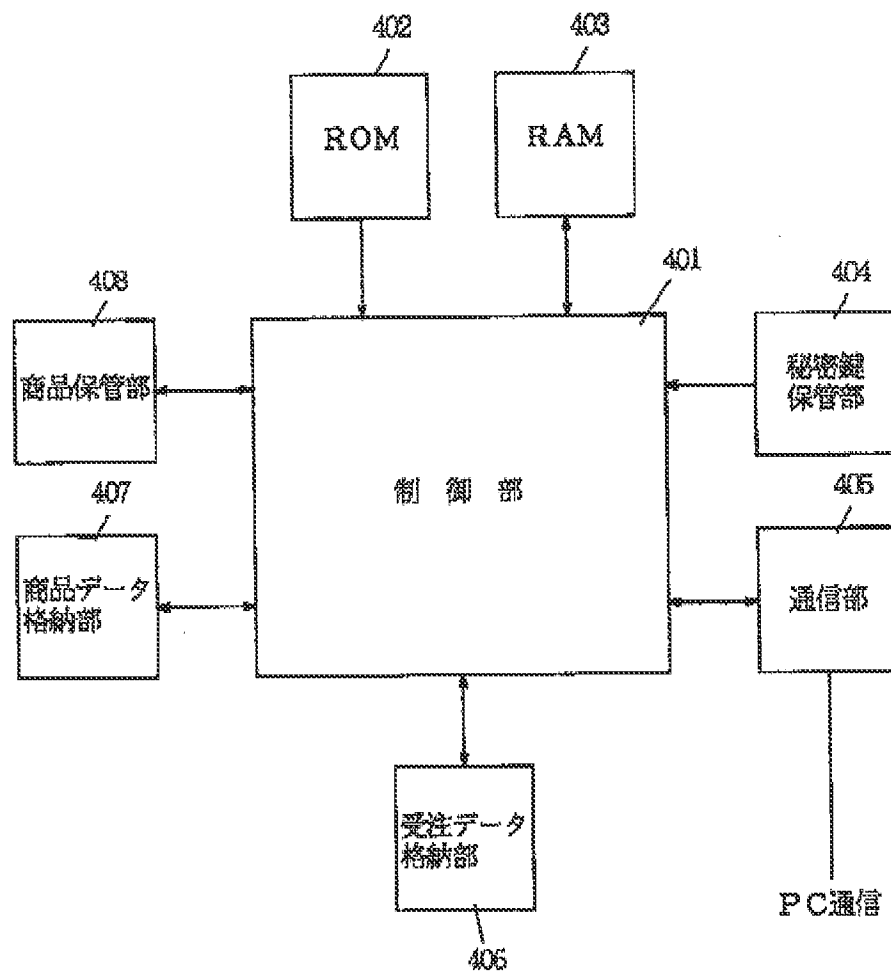 402
403
ROM
RAM
401
408
404
商品保管部
秘密鍵
保管部
制御部
407
405
商品データ
格納部
通信部
受注データ
格納部
406
PC通信